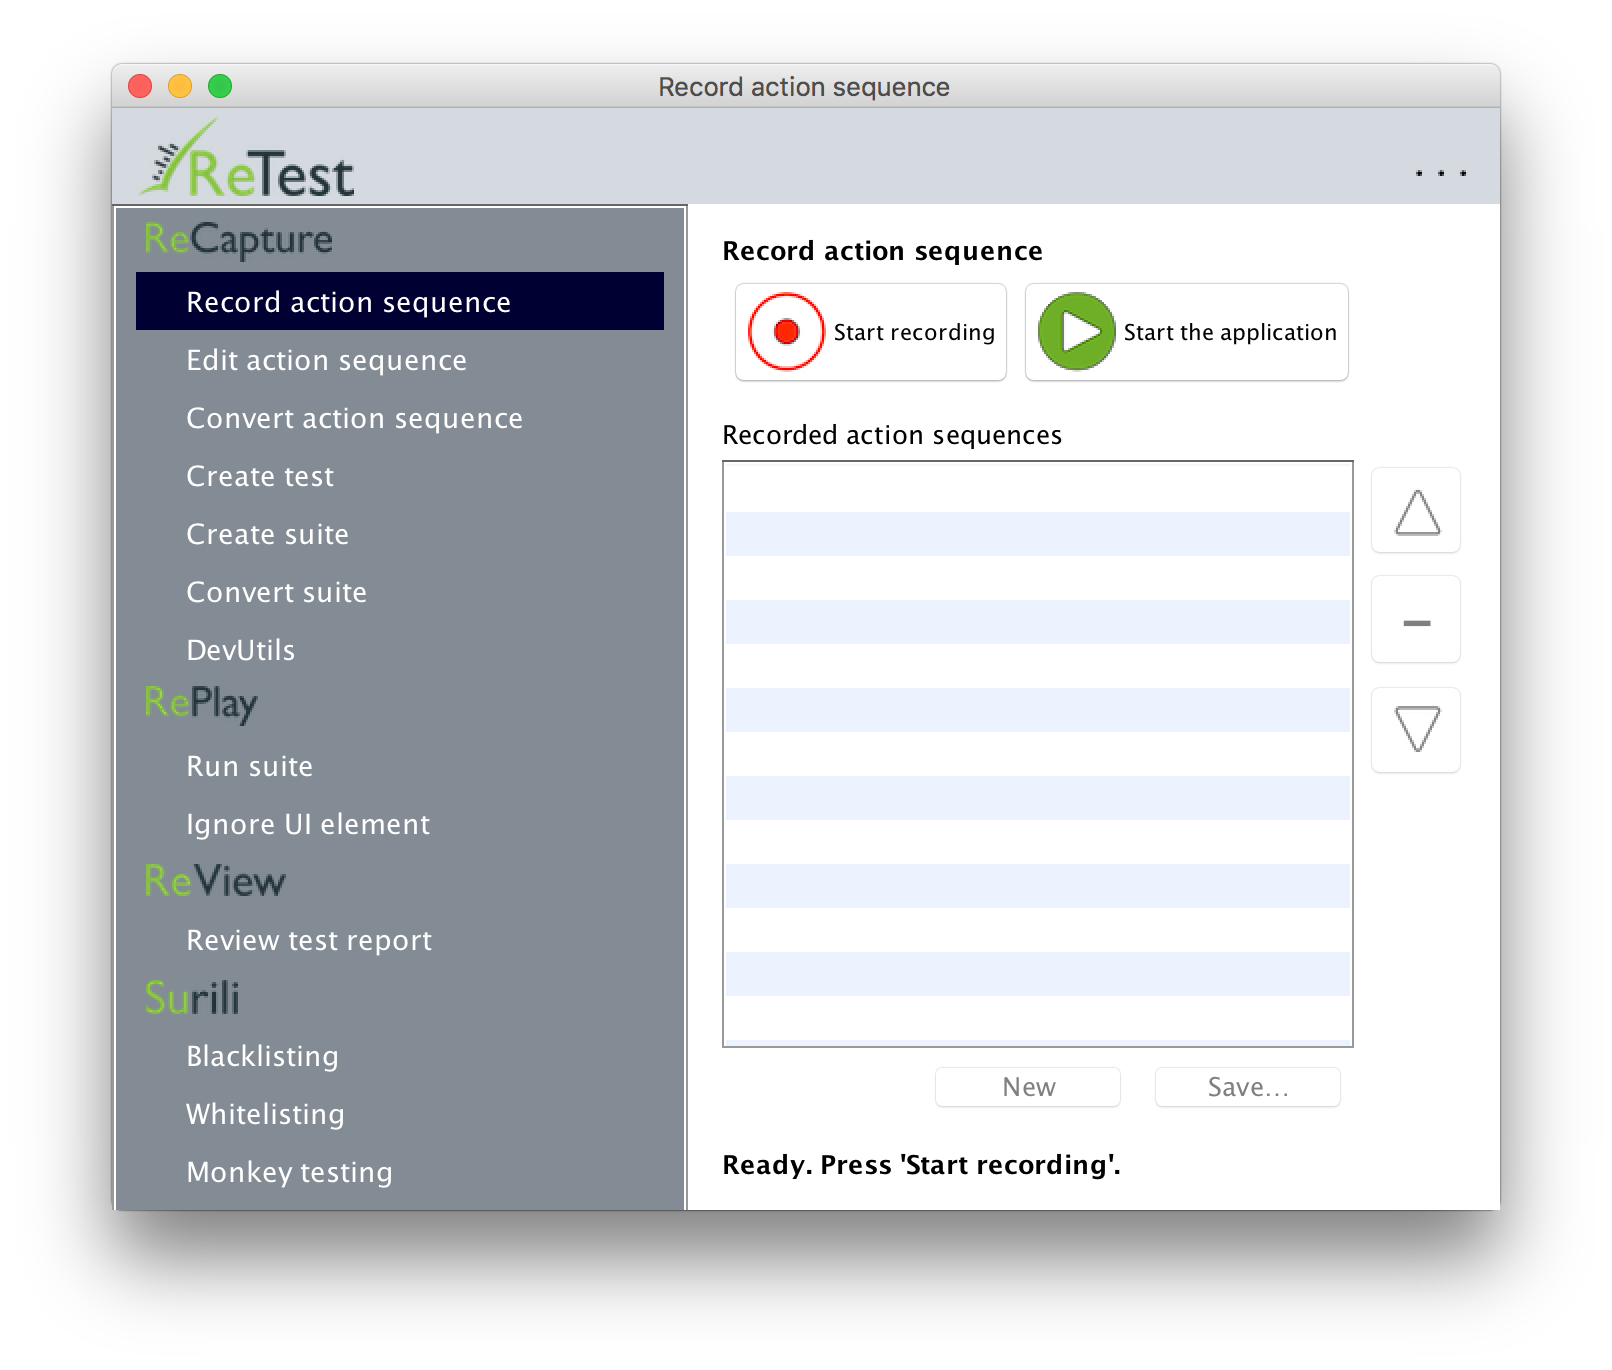 Record action sequence
ReTest
...
ReCapture
Record action sequence
Edit action sequence
Convert action sequence
Create test
Create suite
Convert suite
DevUtils
RePlay
Run suite
Ignore UI element
ReView
Review test report
Surili
Blacklisting
Whitelisting
Monkey testing
Record action sequence
Start recording
Start the application
Recorded action sequences
New
Save...
Ready. Press 'Start recording'.